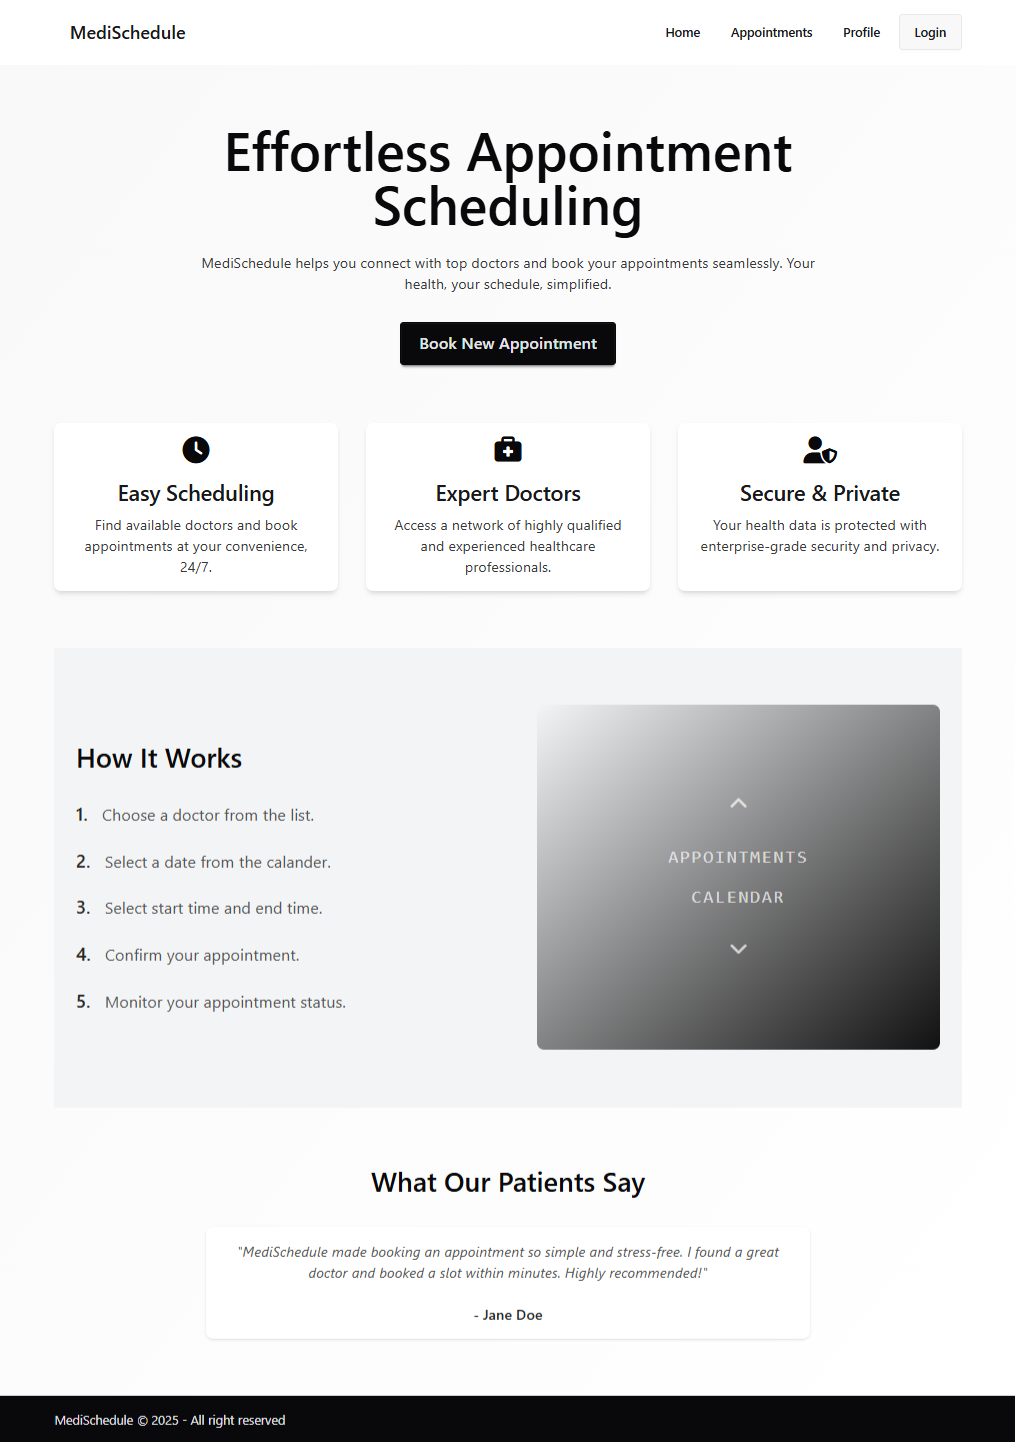 MediSchedule
Home
Appointments
Profile
Login
Effortless Appointment
Scheduling
MediSchedule helps you connect with top doctors and book your appointments seamlessly. Your
health, your schedule, simplified.
Book New Appointment
Easy Scheduling
Find available doctors and book
appointments at your convenience,
24/7.
Expert Doctors
Access a network of highly qualified
and experienced healthcare
professionals.
Secure & Private
Your health data is protected with
enterprise-grade security and privacy.
How It Works
1. Choose a doctor from the list.
2. Select a date from the calander.
3. Select start time and end time.
4. Confirm your appointment.
5. Monitor your appointment status.
APPOINTMENTS
CALENDAR
What Our Patients Say
"MediSchedule made booking an appointment so simple and stress-free. I found a great
doctor and booked a slot within minutes. Highly recommended!"
- Jane Doe
MediSchedule © 2025 - All right reserved